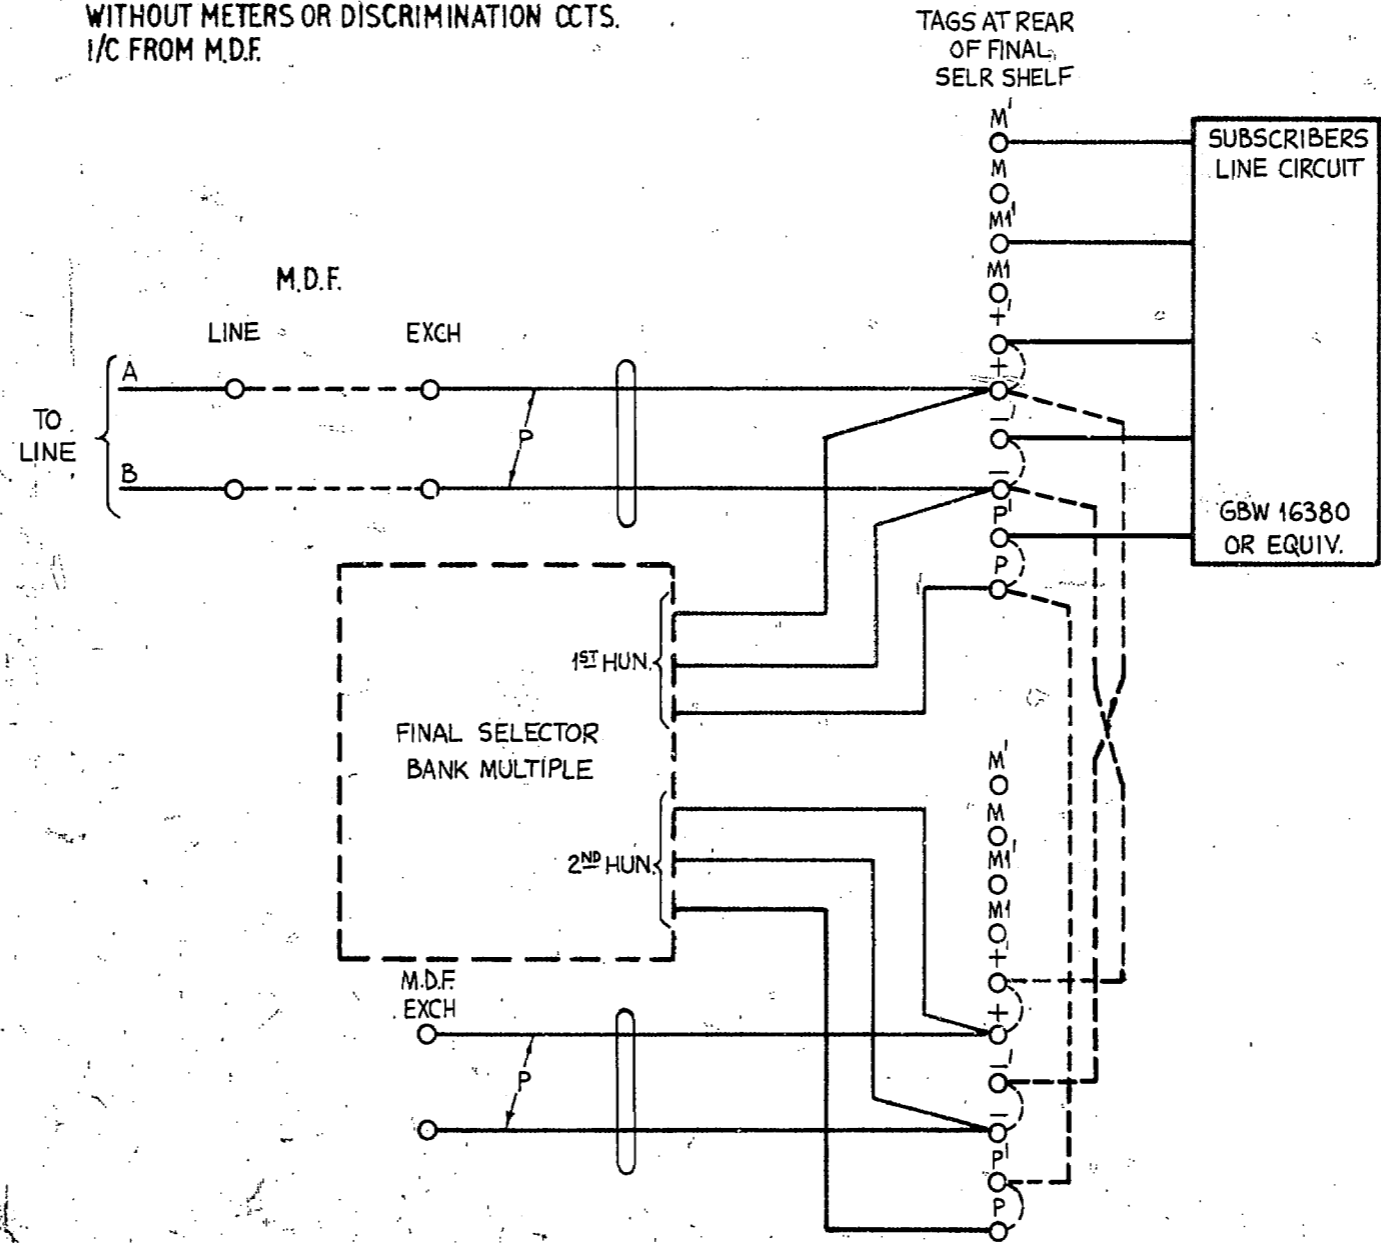 WITHOUT METERS OR DISCRIMINATION CCTS.
I/C FROM M.D.F.
TAGS AT REAR
OF FINAL
SELR SHELF
M'
M
M1'
M1
+'
+
–'
–
P'
P
SUBSCRIBERS
LINE CIRCUIT
GBW 16380
OR EQUIV.
M.D.F.
LINE
EXCH
TO
LINE
A
B
P
1ST HUN.
FINAL SELECTOR
BANK MULTIPLE
2ND HUN.
M'
M
M1'
M1
+'
+
–'
–
P'
P
M.D.F.
EXCH
P